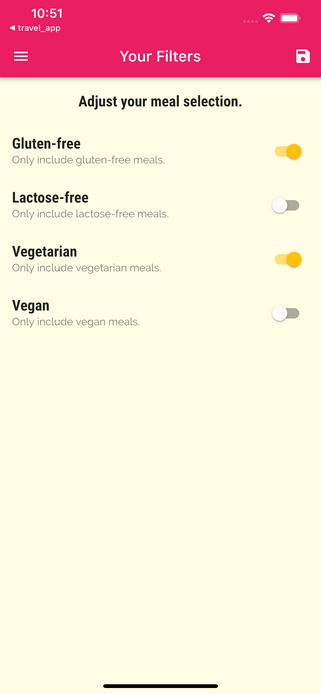 10:51
◀ travel_app
Your Filters
Adjust your meal selection.
Gluten-free
Only include gluten-free meals.
Lactose-free
Only include lactose-free meals.
Vegetarian
Only include vegetarian meals.
Vegan
Only include vegan meals.